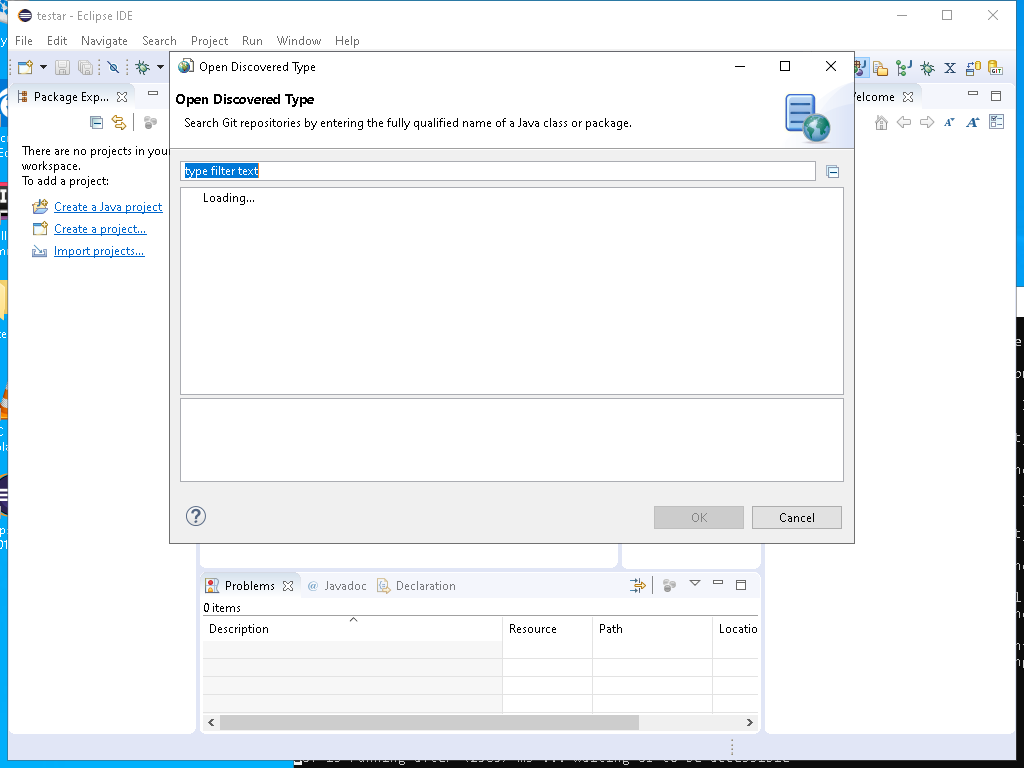 testar - Eclipse IDE
File Edit Navigate Search Project Run Window Help
Open Discovered Type
Open Discovered Type
Search Git repositories by entering the fully qualified name of a Java class or package.
Package Exp...
There are no projects in your
workspace.
To add a project:
Create a Java project
Create a project...
Import projects...
type filter text
Loading...
OK
Cancel
Problems
@ Javadoc
Declaration
0 items
Description
Resource
Path
X
GIT